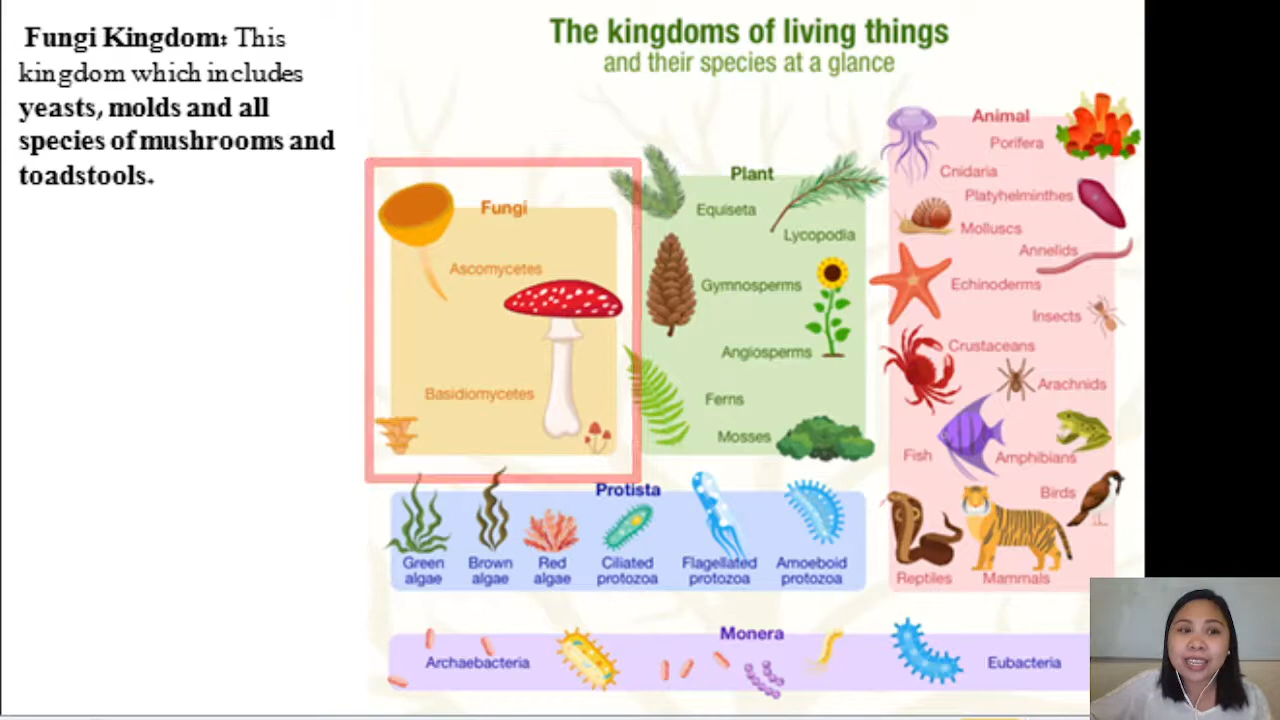 Fungi Kingdom: This
kingdom which includes
yeasts, molds and all
species of mushrooms and
toadstools.
The kingdoms of living things
and their species at a glance
Fungi
Ascomycetes
Basidiomycetes
Plant
Equiseta
Lycopodia
Gymnosperms
Angiosperms
Ferns
Mosses
Animal
Porifera
Cnidaria
Platyhelminthes
Molluscs
Annelids
Echinoderms
Insects
Crustaceans
Arachnids
Fish
Amphibians
Birds
Reptiles
Mammals
Protista
Green
algae
Brown
algae
Red
algae
Ciliated
protozoa
Flagellated
protozoa
Amoeboid
protozoa
Monera
Archaebacteria
Eubacteria